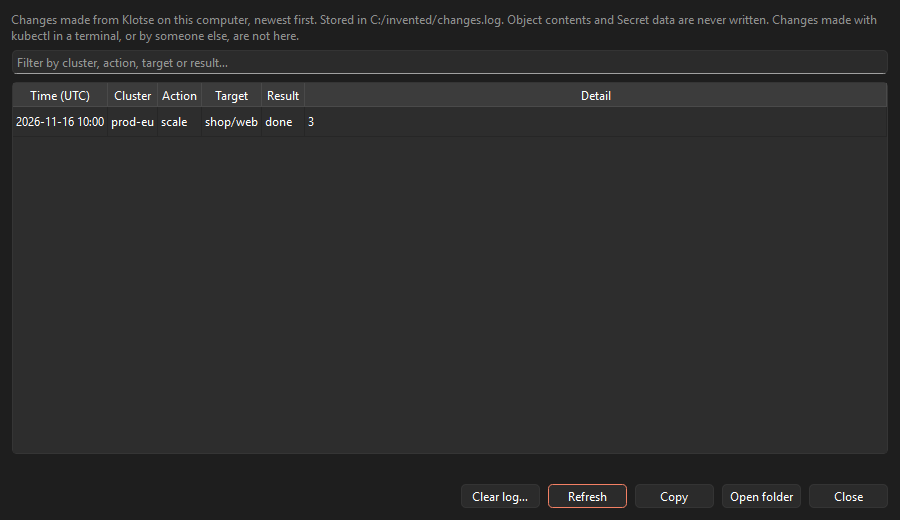 Changes made from Klotse on this computer, newest first. Stored in C:/invented/changes.log. Object contents and Secret data are never written. Changes made with
kubectl in a terminal, or by someone else, are not here.
Filter by cluster, action, target or result...
Time (UTC) Cluster Action Target Result Detail
2026-11-16 10:00 prod-eu scale shop/web done 3
Clear log... Refresh Copy Open folder Close